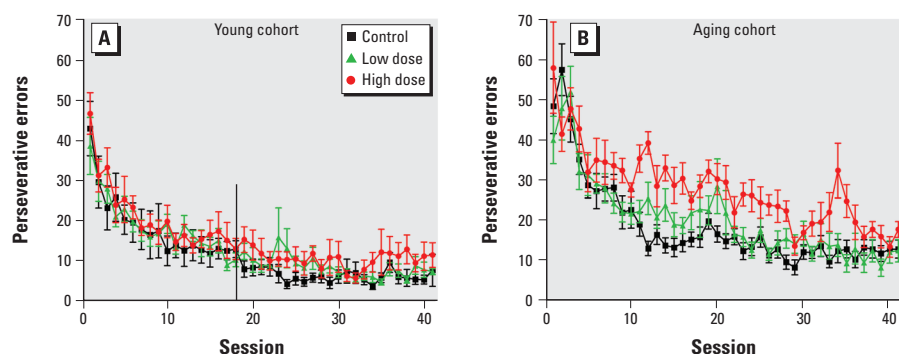 A
Young cohort
Control
Low dose
High dose
Perseverative errors
70
60
50
40
30
20
10
0
0
10
20
30
40
Session
B
Aging cohort
Perseverative errors
70
60
50
40
30
20
10
0
0
10
20
30
40
Session